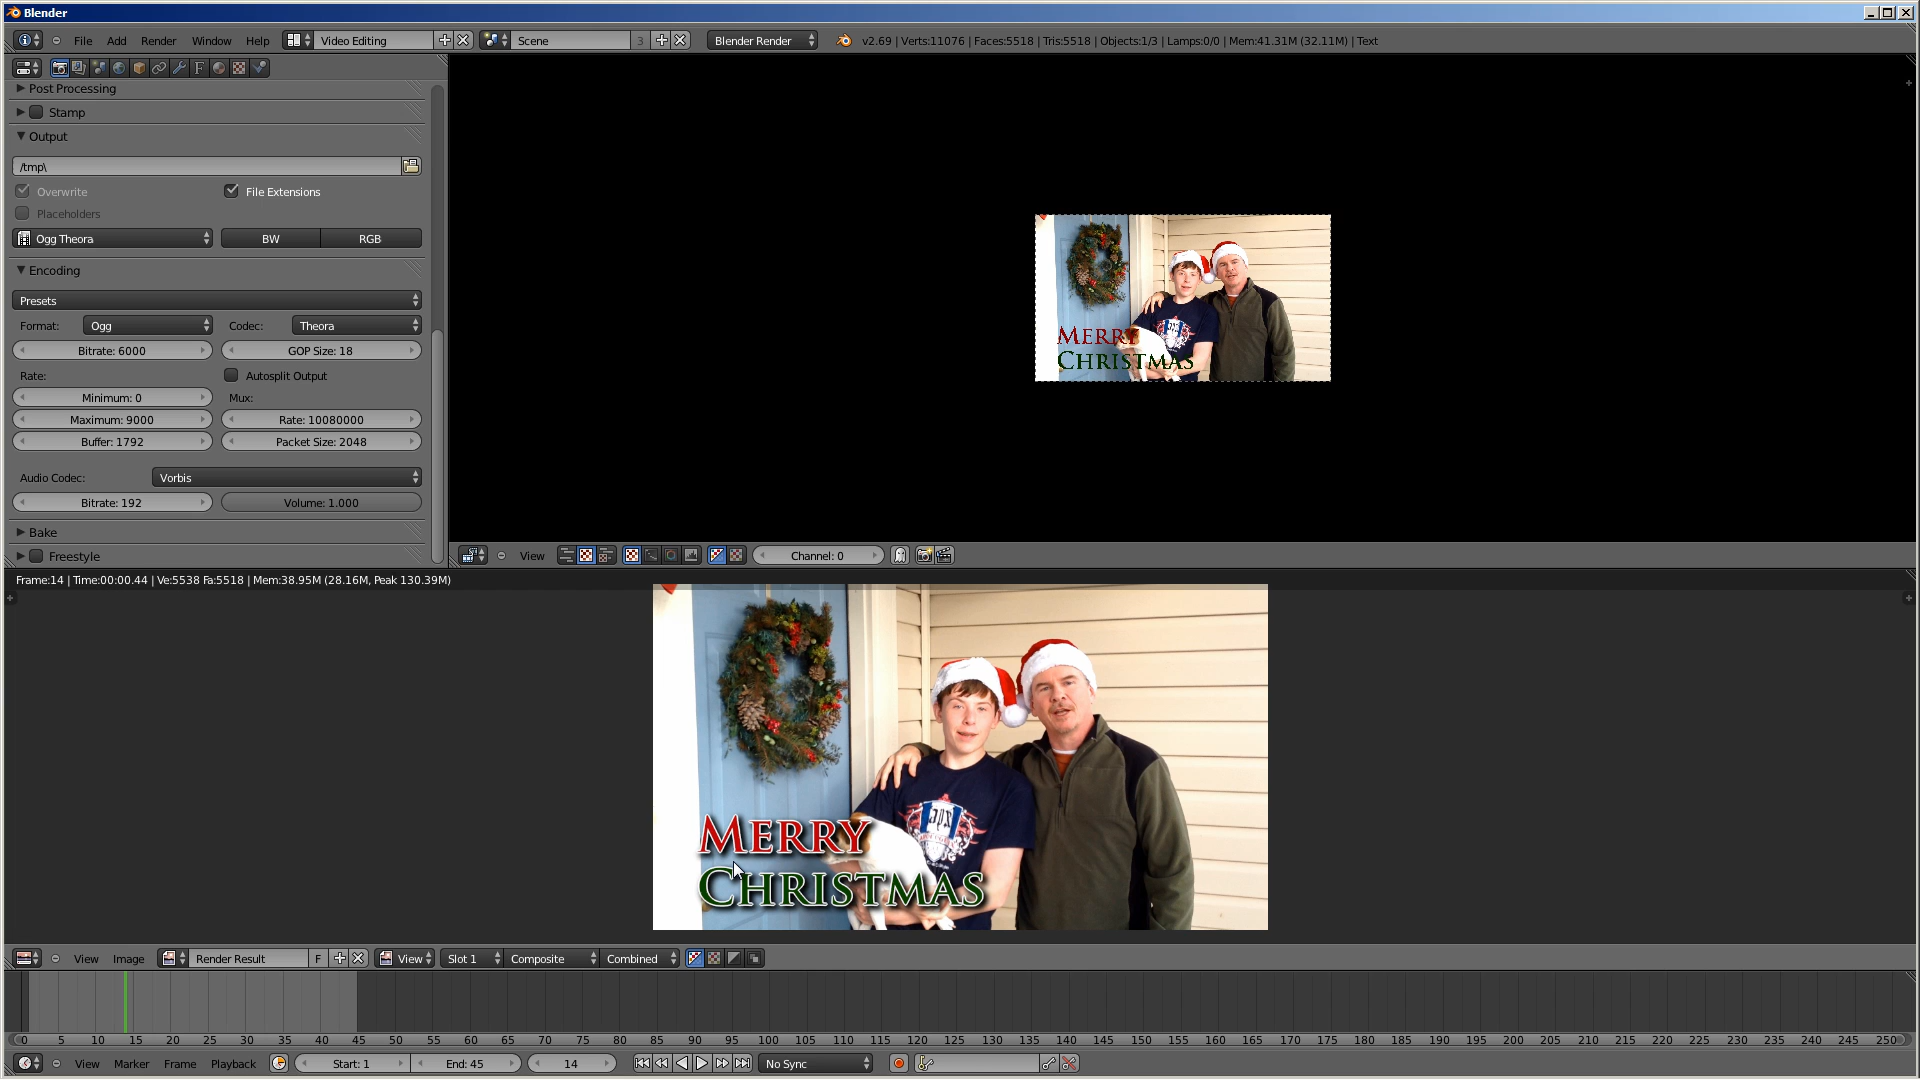 Blender
File Add Render Window Help Video Editing Scene 3 Blender Render v2.69 | Verts:11076 | Faces:5518 | Tris:5518 | Objects:1/3 | Lamps:0/0 | Mem:41.31M (32.11M) | Text
Post Processing
Stamp
Output
/tmp\
Overwrite File Extensions
Placeholders
Ogg Theora BW RGB
Encoding
Presets
Format: Ogg Codec: Theora
Bitrate: 6000 GOP Size: 18
Rate: Autosplit Output
Minimum: 0 Mux:
Maximum: 9000 Rate: 10080000
Buffer: 1792 Packet Size: 2048
Audio Codec: Vorbis
Bitrate: 192 Volume: 1.000
Bake
Freestyle
MERRY
CHRISTMAS
View Channel: 0
Frame:14 | Time:00:00.44 | Ve:5538 Fa:5518 | Mem:38.95M (28.16M, Peak 130.39M)
MERRY
CHRISTMAS
View Image Render Result F View Slot 1 Composite Combined
0 5 10 15 20 25 30 35 40 45 50 55 60 65 70 75 80 85 90 95 100 105 110 115 120 125 130 135 140 145 150 155 160 165 170 175 180 185 190 195 200 205 210 215 220 225 230 235 240 245 250
View Marker Frame Playback Start: 1 End: 45 14 No Sync